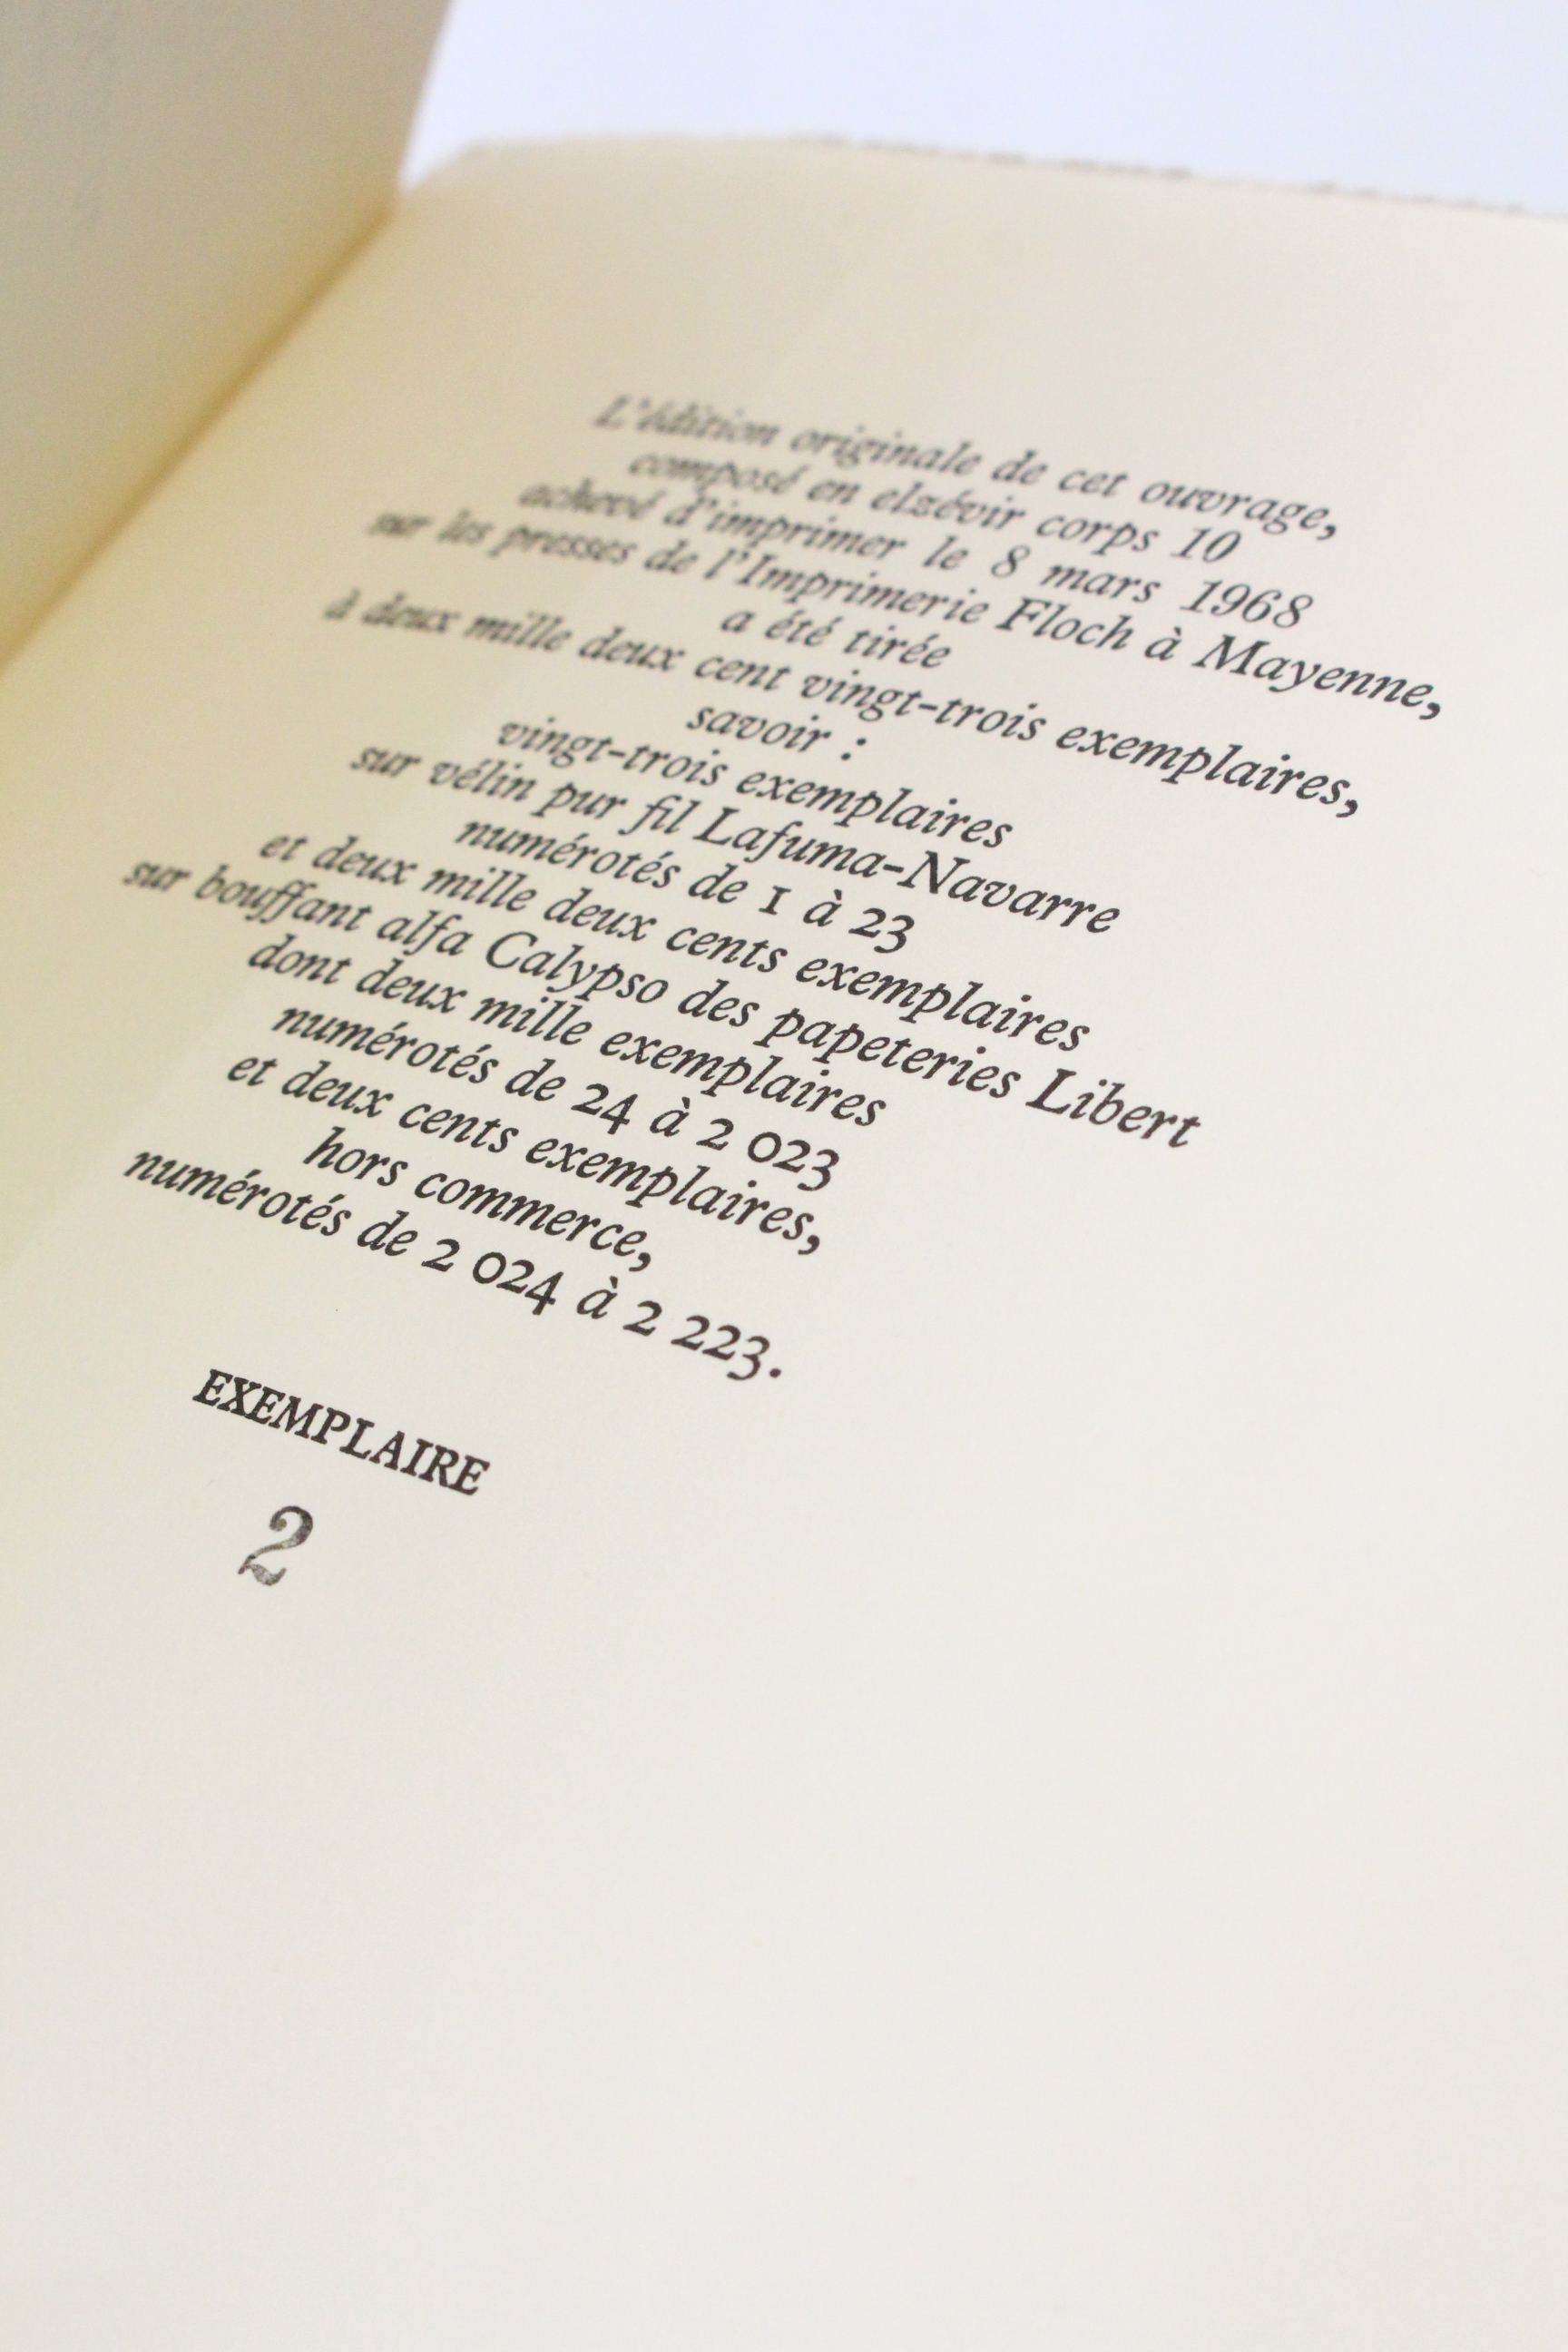 L'édition originale de cet ouvrage,
composé en elzévir corps 10
achevé d'imprimer le 8 mars 1968
sur les presses de l'Imprimerie Floch à Mayenne,
a été tirée
à deux mille deux cent vingt-trois exemplaires,
savoir :
vingt-trois exemplaires
sur vélin pur fil Lafuma-Navarre
numérotés de 1 à 23
et deux mille deux cents exemplaires
sur bouffant alfa Calypso des papeteries Libert
dont deux mille exemplaires
numérotés de 24 à 2 023
et deux cents exemplaires,
hors commerce,
numérotés de 2 024 à 2 223.
EXEMPLAIRE
2